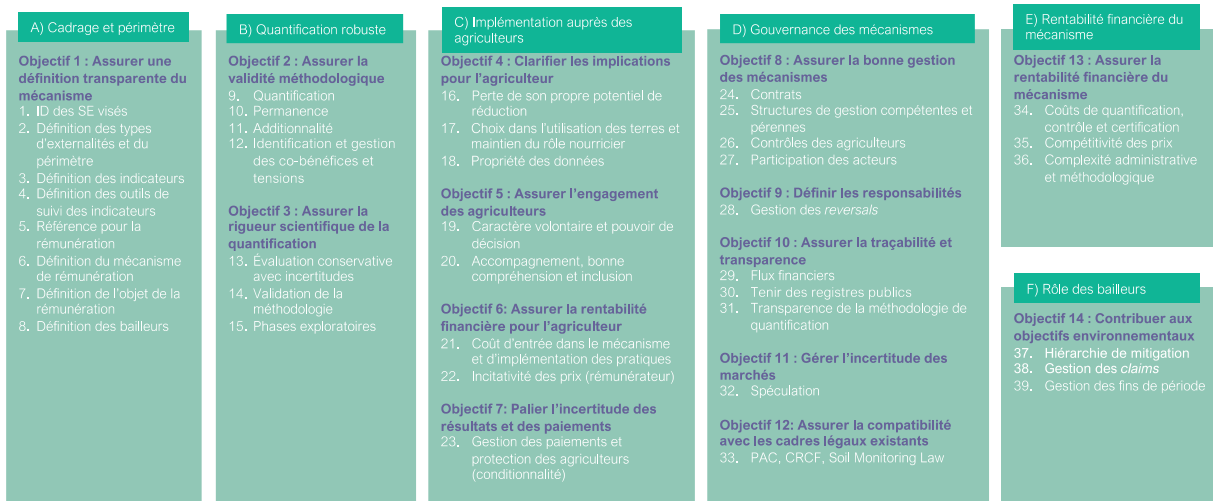 A) Cadrage et périmètre
Objectif 1 : Assurer une
définition transparente du
mécanisme
1. ID des SE visés
2. Définition des types
d'externalités et du
périmètre
3. Définition des indicateurs
4. Définition des outils de
suivi des indicateurs
5. Référence pour la
rémunération
6. Définition du mécanisme
de rémunération
7. Définition de l'objet de la
rémunération
8. Définition des bailleurs
B) Quantification robuste
Objectif 2 : Assurer la
validité méthodologique
9. Quantification
10. Permanence
11. Additionnalité
12. Identification et gestion
des co-bénéfices et
tensions
Objectif 3 : Assurer la
rigueur scientifique de la
quantification
13. Évaluation conservative
avec incertitudes
14. Validation de la
méthodologie
15. Phases exploratoires
C) Implémentation auprès des
agriculteurs
Objectif 4 : Clarifier les implications
pour l'agriculteur
16. Perte de son propre potentiel de
réduction
17. Choix dans l'utilisation des terres et
maintien du rôle nourricier
18. Propriété des données
Objectif 5 : Assurer l'engagement
des agriculteurs
19. Caractère volontaire et pouvoir de
décision
20. Accompagnement, bonne
compréhension et inclusion
Objectif 6: Assurer la rentabilité
financière pour l'agriculteur
21. Coût d'entrée dans le mécanisme
et d'implémentation des pratiques
22. Incitativité des prix (rémunérateur)
Objectif 7: Palier l'incertitude des
résultats et des paiements
23. Gestion des paiements et
protection des agriculteurs
(conditionnalité)
D) Gouvernance des mécanismes
Objectif 8 : Assurer la bonne gestion
des mécanismes
24. Contrats
25. Structures de gestion compétentes et
pérennes
26. Contrôles des agriculteurs
27. Participation des acteurs
Objectif 9 : Définir les responsabilités
28. Gestion des reversals
Objectif 10 : Assurer la traçabilité et
transparence
29. Flux financiers
30. Tenir des registres publics
31. Transparence de la méthodologie de
quantification
Objectif 11 : Gérer l'incertitude des
marchés
32. Spéculation
Objectif 12: Assurer la compatibilité
avec les cadres légaux existants
33. PAC, CRCF, Soil Monitoring Law
E) Rentabilité financière du
mécanisme
Objectif 13 : Assurer la
rentabilité financière du
mécanisme
34. Coûts de quantification,
contrôle et certification
35. Compétitivité des prix
36. Complexité administrative
et méthodologique
F) Rôle des bailleurs
Objectif 14 : Contribuer aux
objectifs environnementaux
37. Hiérarchie de mitigation
38. Gestion des claims
39. Gestion des fins de période